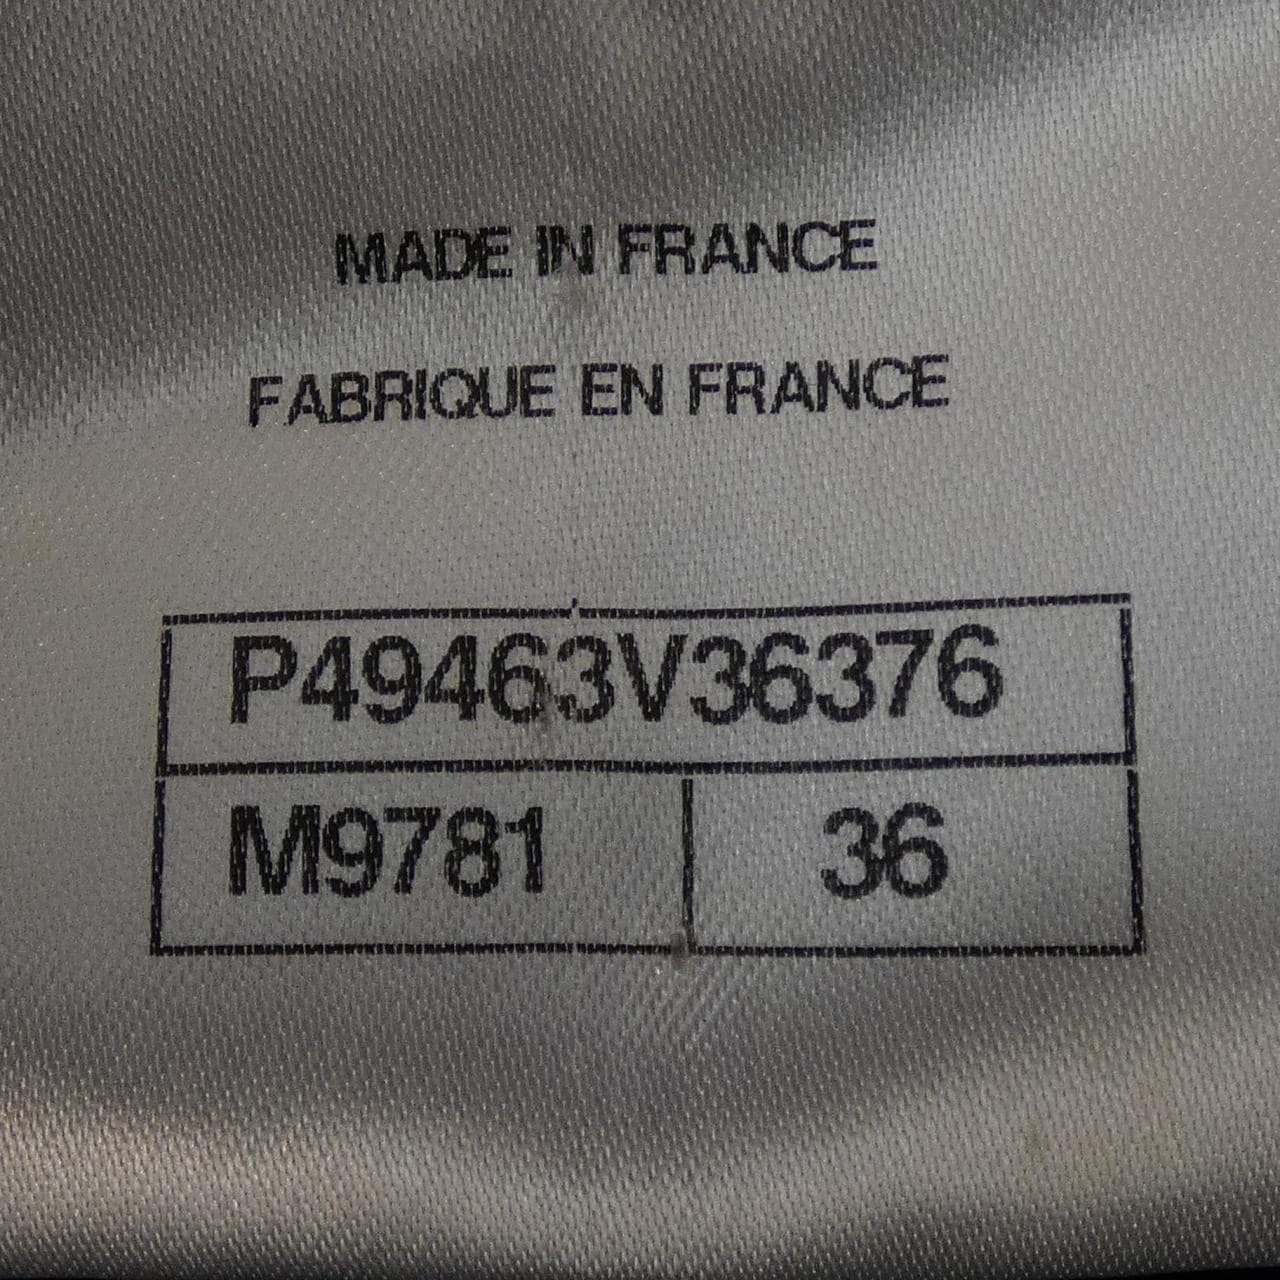 MADE IN FRANCE
FABRIQUE EN FRANCE
P49463V36376
M9781 36